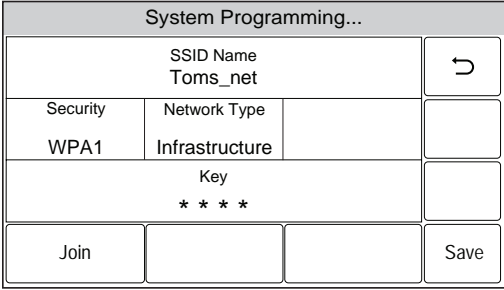 System Programming...
SSID Name
Toms_net
Security
Network Type
WPA1
Infrastructure
Key
* * * *
Join
Save